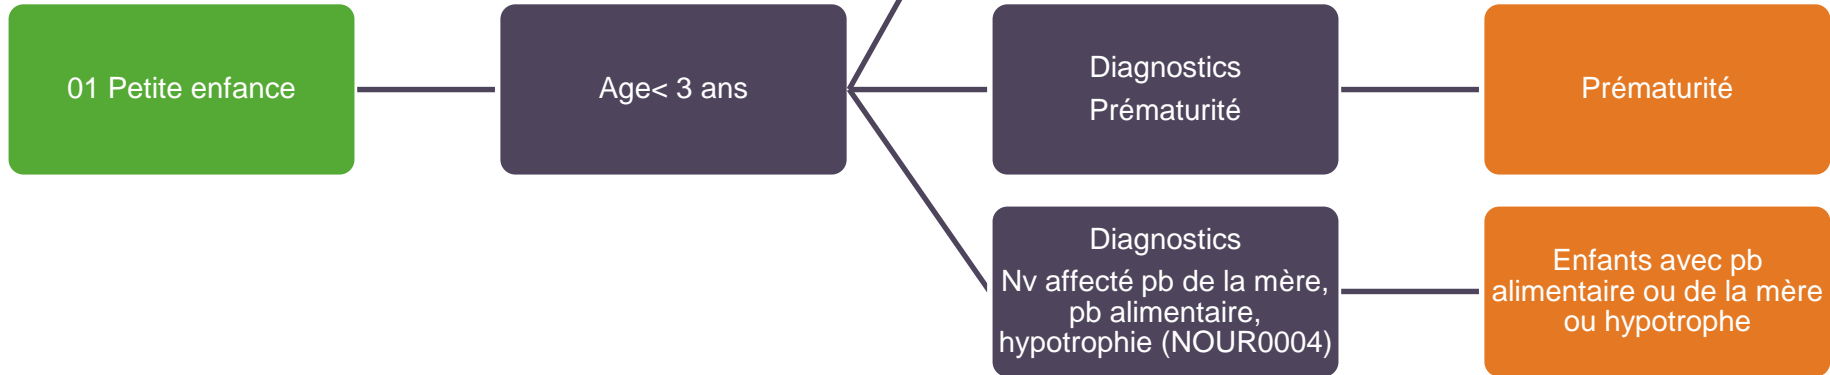 01 Petite enfance
Age< 3 ans
Diagnostics
Prématurité
Prématurité
Diagnostics
Nv affecté pb de la mère,
pb alimentaire,
hypotrophie (NOUR0004)
Enfants avec pb
alimentaire ou de la mère
ou hypotrophe